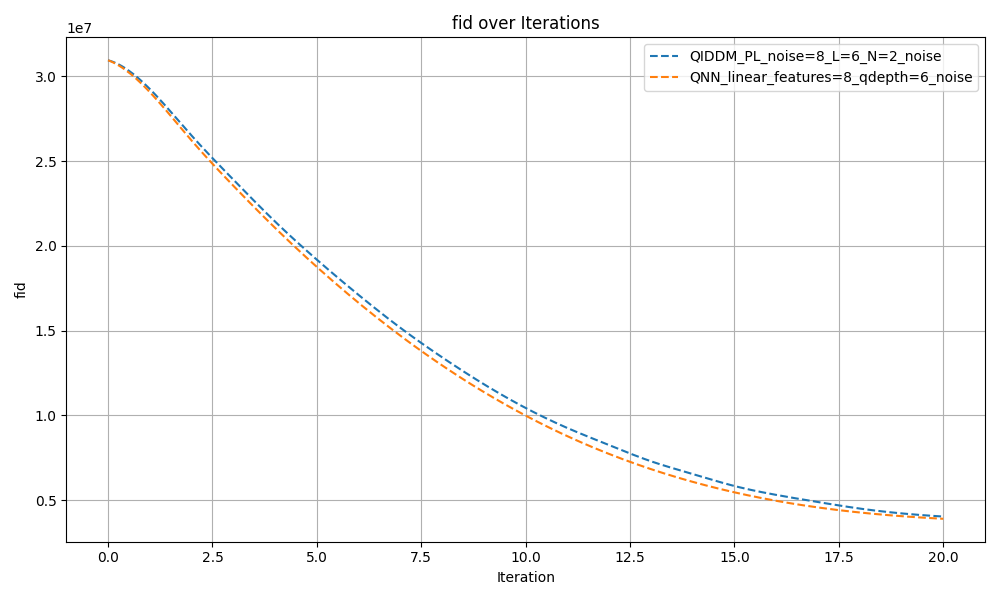 fid over Iterations
1e7
QIDDM_PL_noise=8_L=6_N=2_noise
QNN_linear_features=8_qdepth=6_noise
3.0
2.5
2.0
1.5
1.0
0.5
fid
0.0 2.5 5.0 7.5 10.0 12.5 15.0 17.5 20.0
Iteration